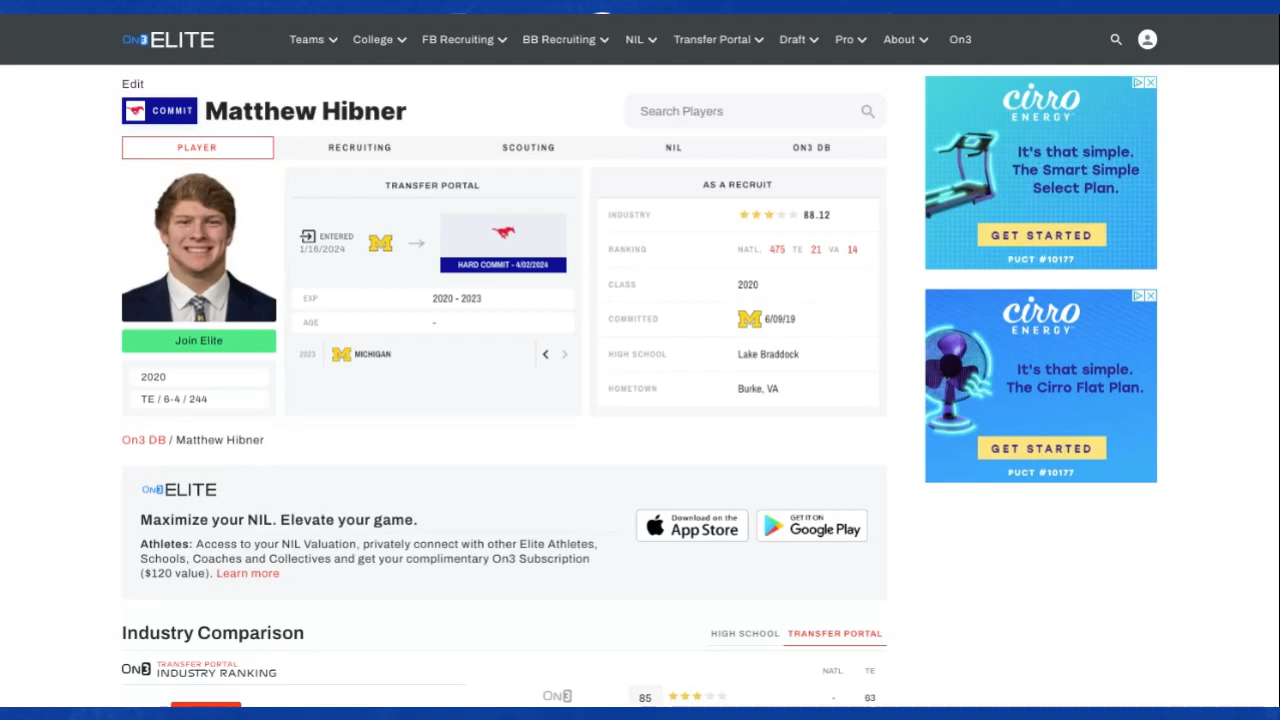 On3 ELITE Teams College FB Recruiting BB Recruiting NIL Transfer Portal Draft Pro About On3
Edit
COMMIT Matthew Hibner
Search Players
PLAYER RECRUITING SCOUTING NIL ON3 DB
TRANSFER PORTAL
ENTERED
1/16/2024
M
HARD COMMIT - 4/02/2024
EXP 2020 - 2023
AGE -
2023 M MICHIGAN
AS A RECRUIT
INDUSTRY 88.12
RANKING NATL. 475 TE 21 VA 14
CLASS 2020
COMMITTED M 6/09/19
HIGH SCHOOL Lake Braddock
HOMETOWN Burke, VA
Join Elite
2020
TE / 6-4 / 244
On3 DB / Matthew Hibner
On3 ELITE
Maximize your NIL. Elevate your game.
Athletes: Access to your NIL Valuation, privately connect with other Elite Athletes,
Schools, Coaches and Collectives and get your complimentary On3 Subscription
($120 value). Learn more
Download on the
App Store
GET IT ON
Google Play
Industry Comparison
HIGH SCHOOL TRANSFER PORTAL
On3 TRANSFER PORTAL
INDUSTRY RANKING
NATL. TE
On3 85 - 63
cirro
ENERGY
It's that simple.
The Smart Simple
Select Plan.
GET STARTED
PUCT #10177
cirro
ENERGY
It's that simple.
The Cirro Flat Plan.
GET STARTED
PUCT #10177